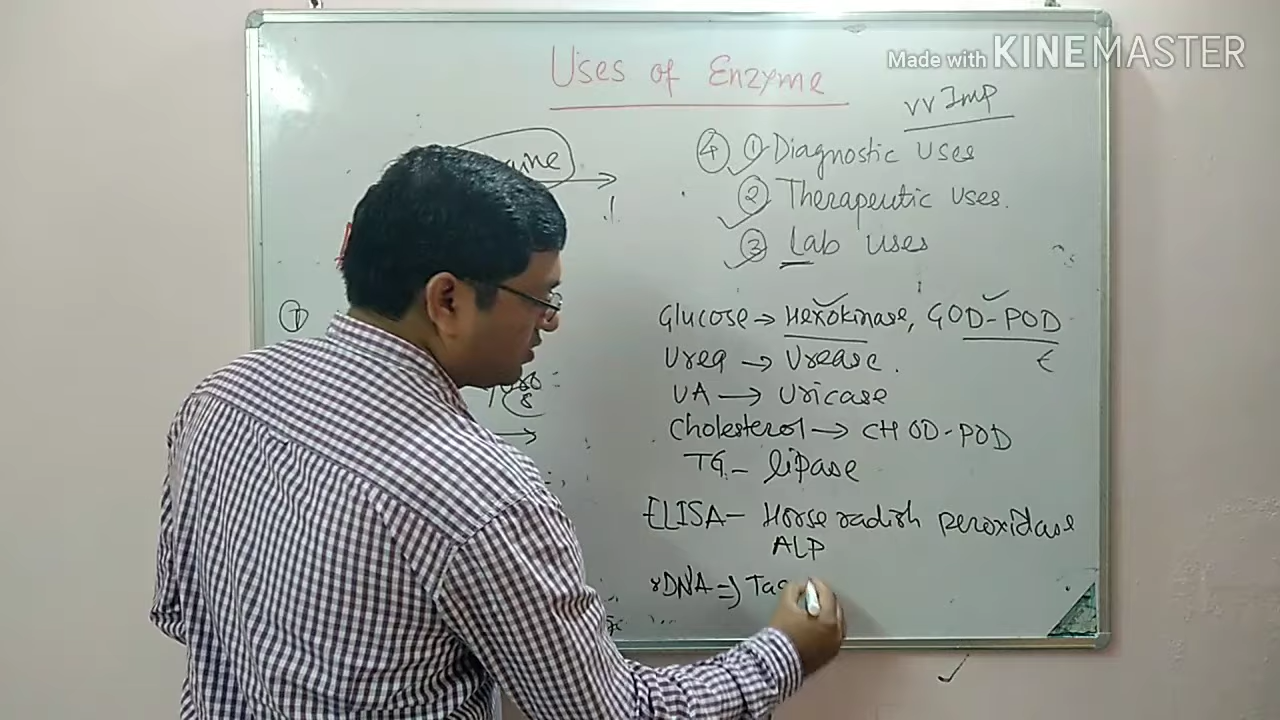 Made with KINEMASTER
Uses of Enzyme
VV Imp
④ ① Diagnostic Uses
② Therapeutic Uses.
③ Lab Uses
Glucose → Hexokinase, GOD-POD
Urea → Urease.
UA → Uricase
Cholesterol → CHOD-POD
TG - lipase
ELISA - Horse radish peroxidase
ALP
rDNA ⇒
①